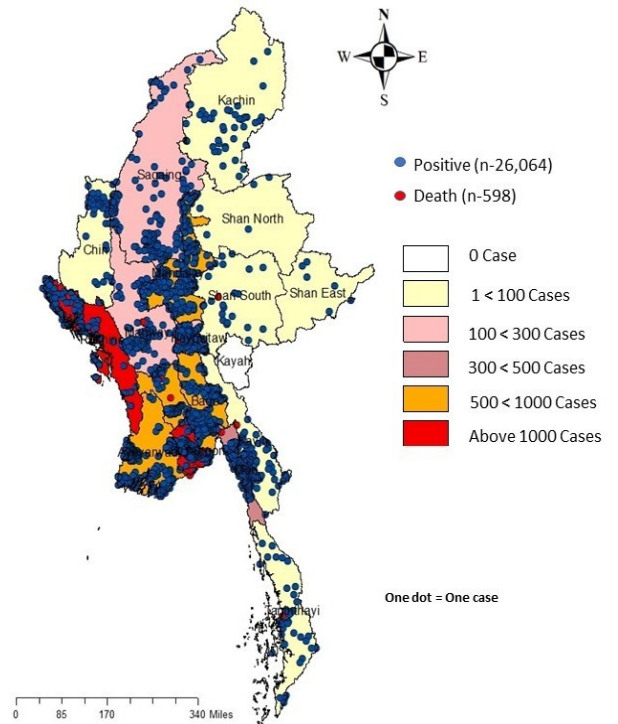 N
W
E
S
Kachin
Positive (n-26,064)
Sagaing
Death (n-598)
Shan North
Chin
0 Case
Shan South
Shan East
1 < 100 Cases
100 < 300 Cases
Kayah
300 < 500 Cases
500 < 1000 Cases
Above 1000 Cases
One dot = One case
0 85 170 340 Miles